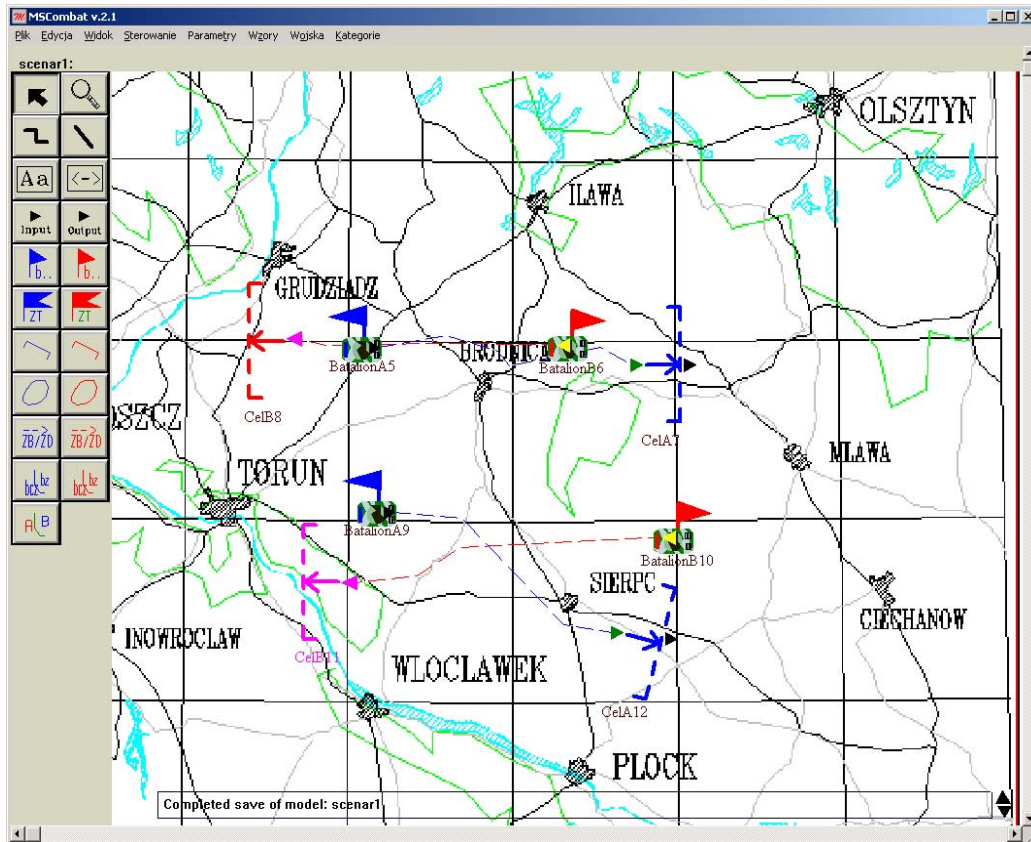 MSCombat v.2.1
Plik Edycja Widok Sterowanie Parametry Wzory Wojska Kategorie
scenar1:
OLSZTYN
Aa <->
ILAWA
Input Output
b.. b..
GRUDZIADZ
ZT ZT
BRODNICA
BatalionA5 BatalionB6
CelB8
CelA7
ZB/ZD ZB/ZD
MLAWA
TORUN
bcz bz bcz bz
BatalionA9
A B
BatalionB10
SIERPC
CIECHANOW
INOWROCLAW
CelB11
WLOCLAWEK
CelA12
PLOCK
Completed save of model: scenar1